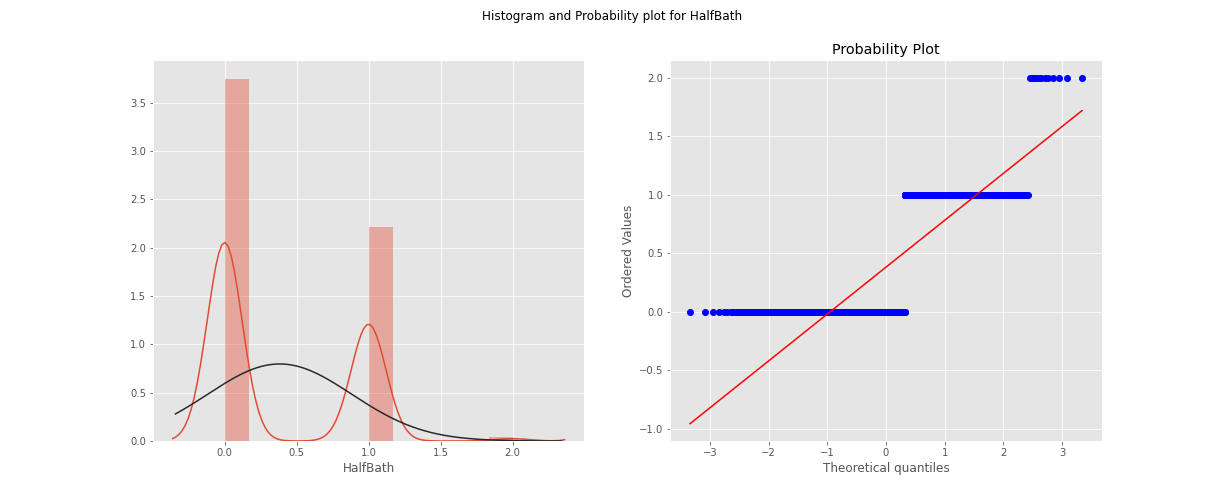 Histogram and Probability plot for HalfBath
3.5
3.0
2.5
2.0
1.5
1.0
0.5
0.0
0.0 0.5 1.0 1.5 2.0
HalfBath
Probability Plot
Ordered Values
2.0
1.5
1.0
0.5
0.0
−0.5
−1.0
−3 −2 −1 0 1 2 3
Theoretical quantiles